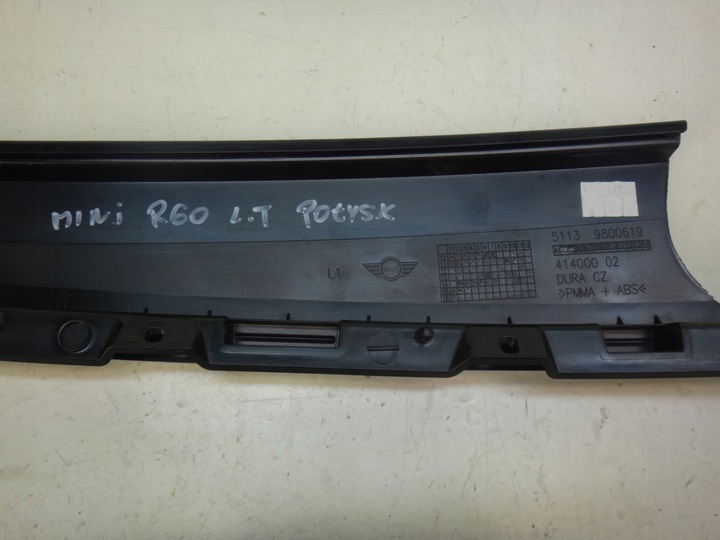 MINI R60 L.T POŁYSK
5113 9800619
L1
414000 02
DURA CZ
>PMMA + ABS<